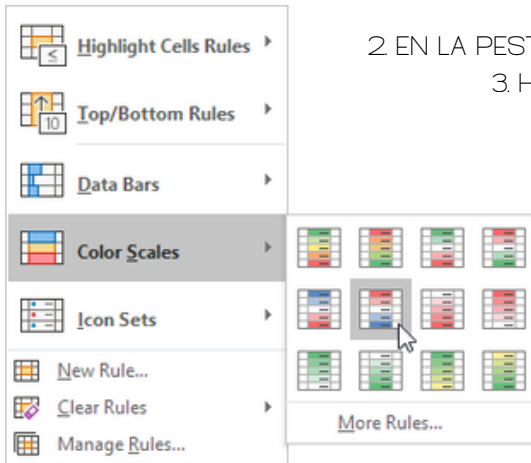 Highlight Cells Rules
Top/Bottom Rules
10
Data Bars
Color Scales
Icon Sets
New Rule...
Clear Rules
Manage Rules...
More Rules...
2. EN LA
3.